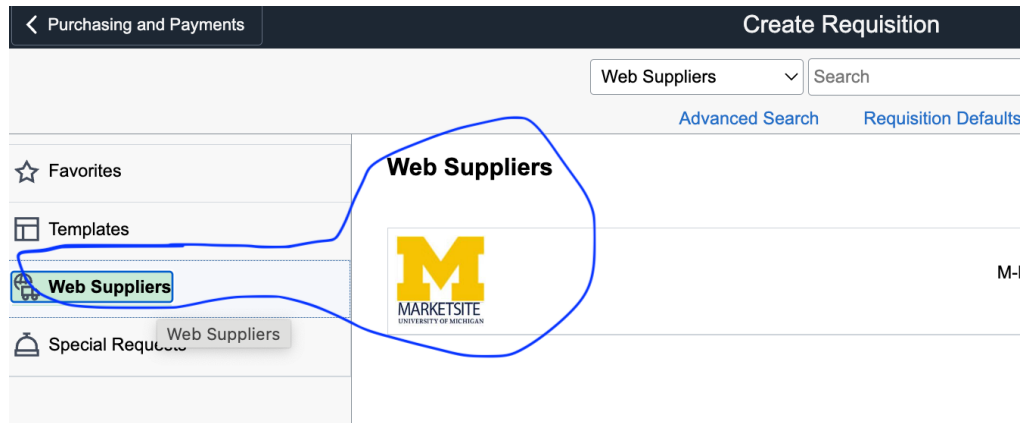 Purchasing and Payments
Create Requisition
Web Suppliers
Search
Advanced Search
Requisition Defaults
Favorites
Templates
Web Suppliers
Web Suppliers
Special Requests
Web Suppliers
M
MARKETSITE
UNIVERSITY OF MICHIGAN
M-